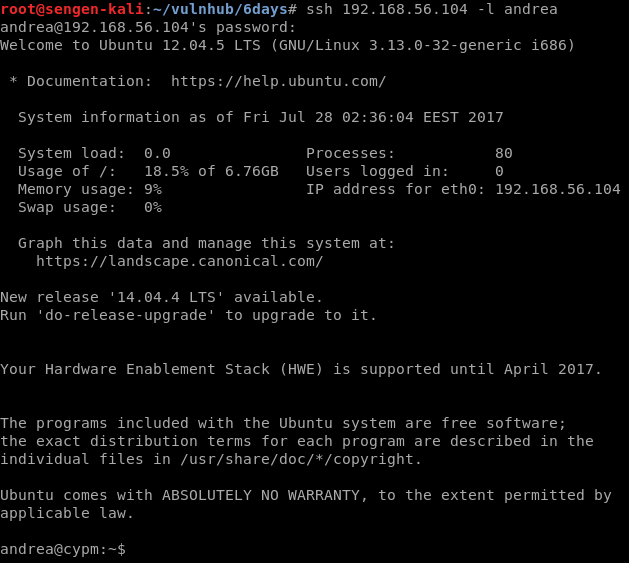 root@sengen-kali:~/vulnhub/6days# ssh 192.168.56.104 -l andrea
andrea@192.168.56.104's password:
Welcome to Ubuntu 12.04.5 LTS (GNU/Linux 3.13.0-32-generic i686)
 * Documentation:  https://help.ubuntu.com/
  System information as of Fri Jul 28 02:36:04 EEST 2017
  System load:  0.0               Processes:           80
  Usage of /:   18.5% of 6.76GB   Users logged in:     0
  Memory usage: 9%                IP address for eth0: 192.168.56.104
  Swap usage:   0%
  Graph this data and manage this system at:
    https://landscape.canonical.com/
New release '14.04.4 LTS' available.
Run 'do-release-upgrade' to upgrade to it.
Your Hardware Enablement Stack (HWE) is supported until April 2017.
The programs included with the Ubuntu system are free software;
the exact distribution terms for each program are described in the
individual files in /usr/share/doc/*/copyright.
Ubuntu comes with ABSOLUTELY NO WARRANTY, to the extent permitted by
applicable law.
andrea@cypm:~$